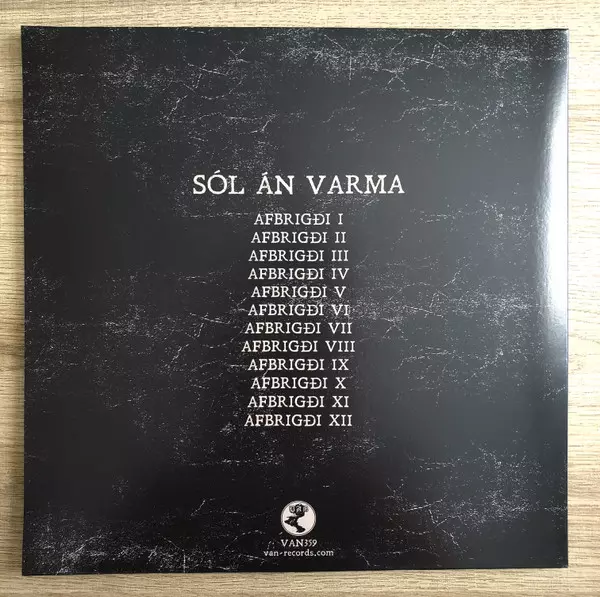 SÓL ÁN VARMA
AFBRIGÐI I
AFBRIGÐI II
AFBRIGÐI III
AFBRIGÐI IV
AFBRIGÐI V
AFBRIGÐI VI
AFBRIGÐI VII
AFBRIGÐI VIII
AFBRIGÐI IX
AFBRIGÐI X
AFBRIGÐI XI
AFBRIGÐI XII
VAN
VAN359
van-records.com